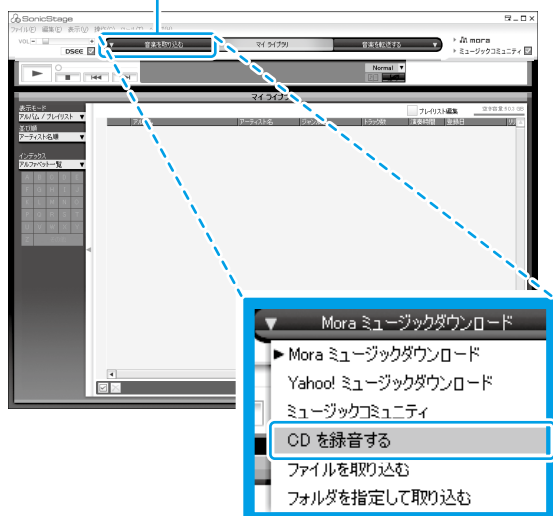 SonicStage
ファイル(F) 編集(E) 表示(V)
VOL
DSEE
音楽を取り込む
マイ ライブラリ
音楽を転送する
mora
ミュージックコミュニティ
Normal
マイ ライブラリ
表示モード
アルバム / プレイリスト
並び順
アーティスト名順
インデックス
アルファベット一覧
プレイリスト編集
アーティスト名
トラック数
演奏時間
登録日
Mora ミュージックダウンロード
Mora ミュージックダウンロード
Yahoo! ミュージックダウンロード
ミュージックコミュニティ
CD を録音する
ファイルを取り込む
フォルダを指定して取り込む